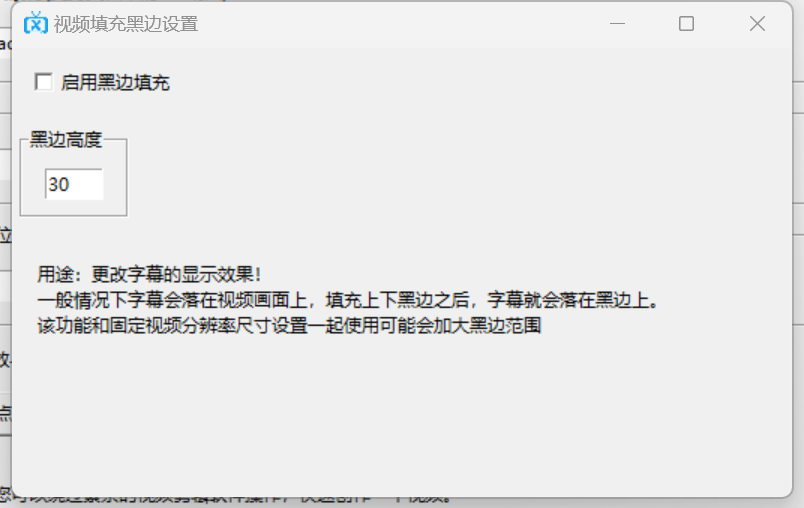 视频填充黑边设置
启用黑边填充
黑边高度
30
用途：更改字幕的显示效果！
一般情况下字幕会落在视频画面上，填充上下黑边之后，字幕就会落在黑边上。
该功能和固定视频分辨率尺寸设置一起使用可能会加大黑边范围
位
点